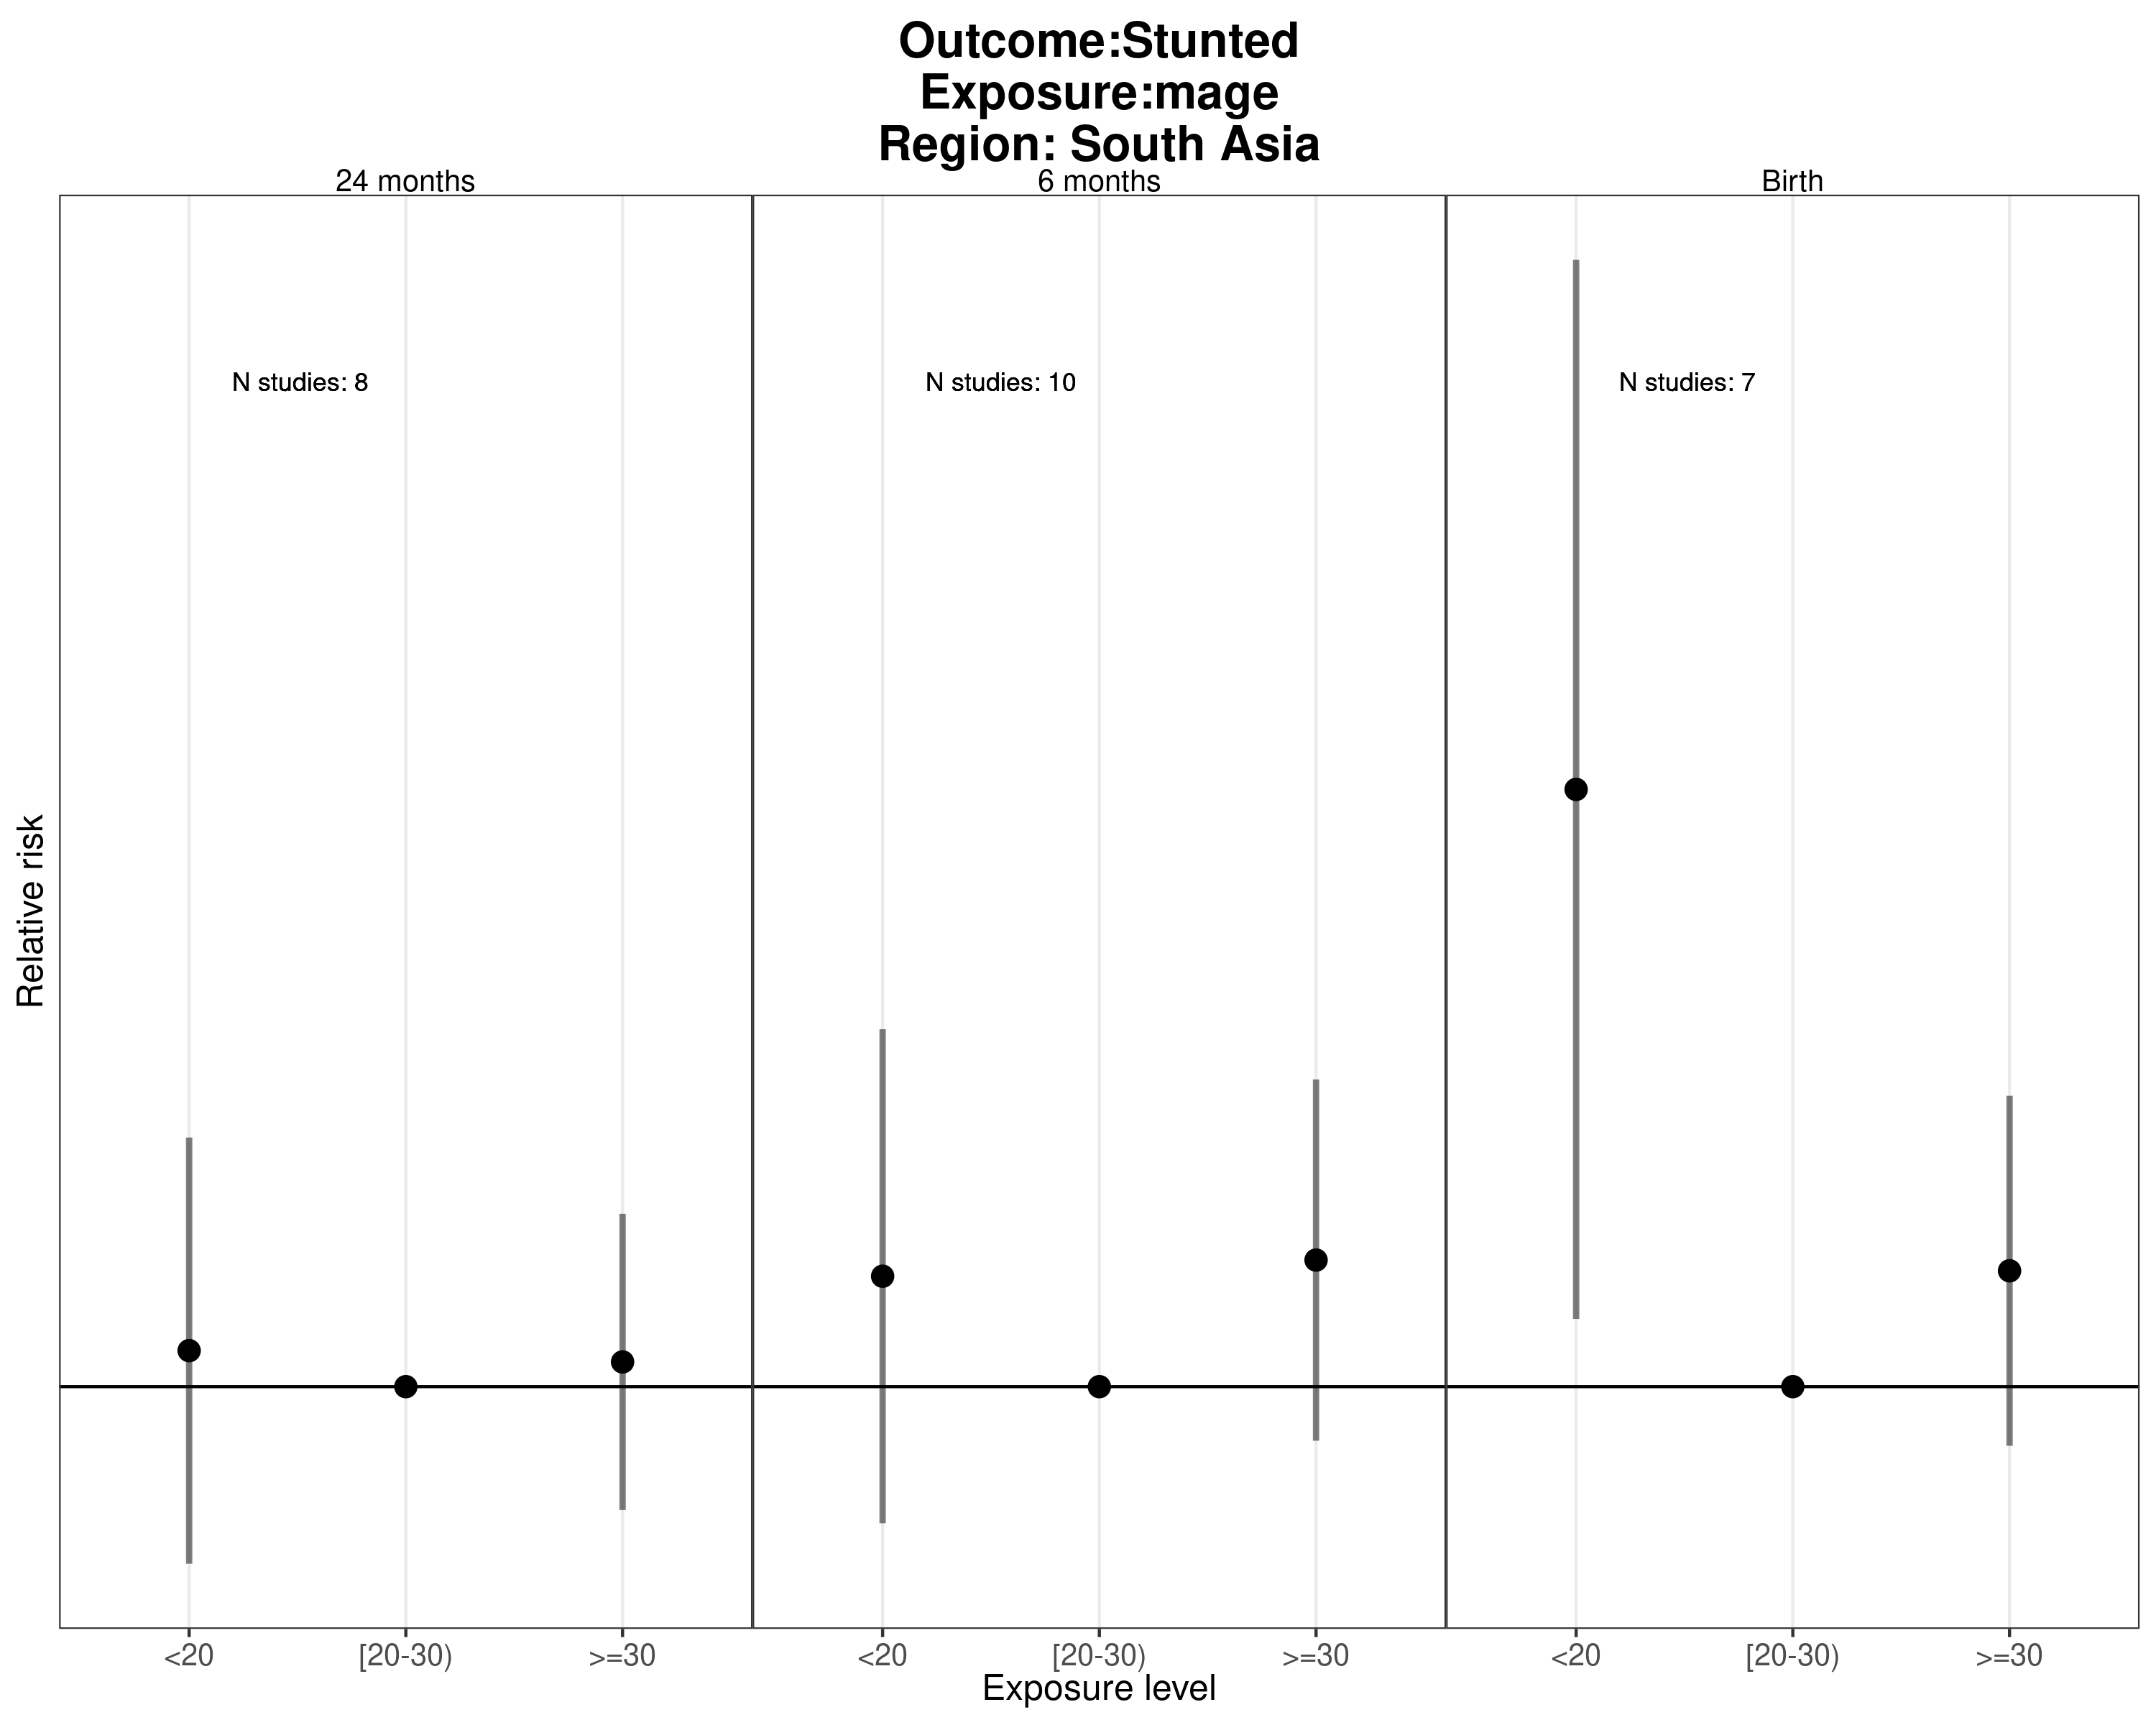 Outcome:Stunted
Exposure:mage
Region: South Asia
24 months
6 months
Birth
N studies: 8
N studies: 10
N studies: 7
Relative risk
<20
[20-30)
>=30
<20
[20-30)
>=30
<20
[20-30)
>=30
Exposure level